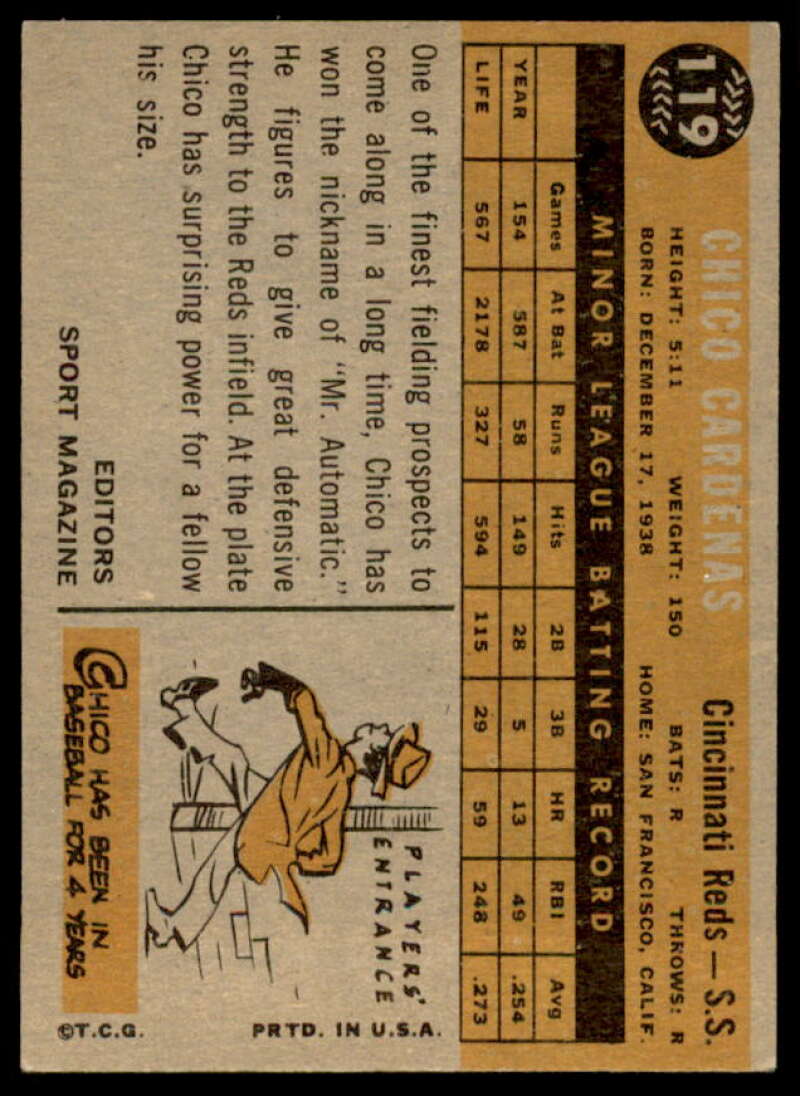 119
CHICO CARDENAS Cincinnati Reds — S.S.
HEIGHT: 5:11 WEIGHT: 150 BATS: R THROWS: R
BORN: DECEMBER 17, 1938 HOME: SAN FRANCISCO, CALIF.
MINOR LEAGUE BATTING RECORD
Games At Bat Runs Hits 2B 3B HR RBI Avg
YEAR 154 587 58 149 28 5 13 49 .254
LIFE 567 2178 327 594 115 29 59 248 .273
One of the finest fielding prospects to
come along in a long time, Chico has
won the nickname of "Mr. Automatic."
He figures to give great defensive
strength to the Reds infield. At the plate
Chico has surprising power for a fellow
his size.
EDITORS
SPORT MAGAZINE
PLAYERS'
ENTRANCE
CHICO HAS BEEN IN
BASEBALL FOR 4 YEARS
©T.C.G. PRTD. IN U.S.A.